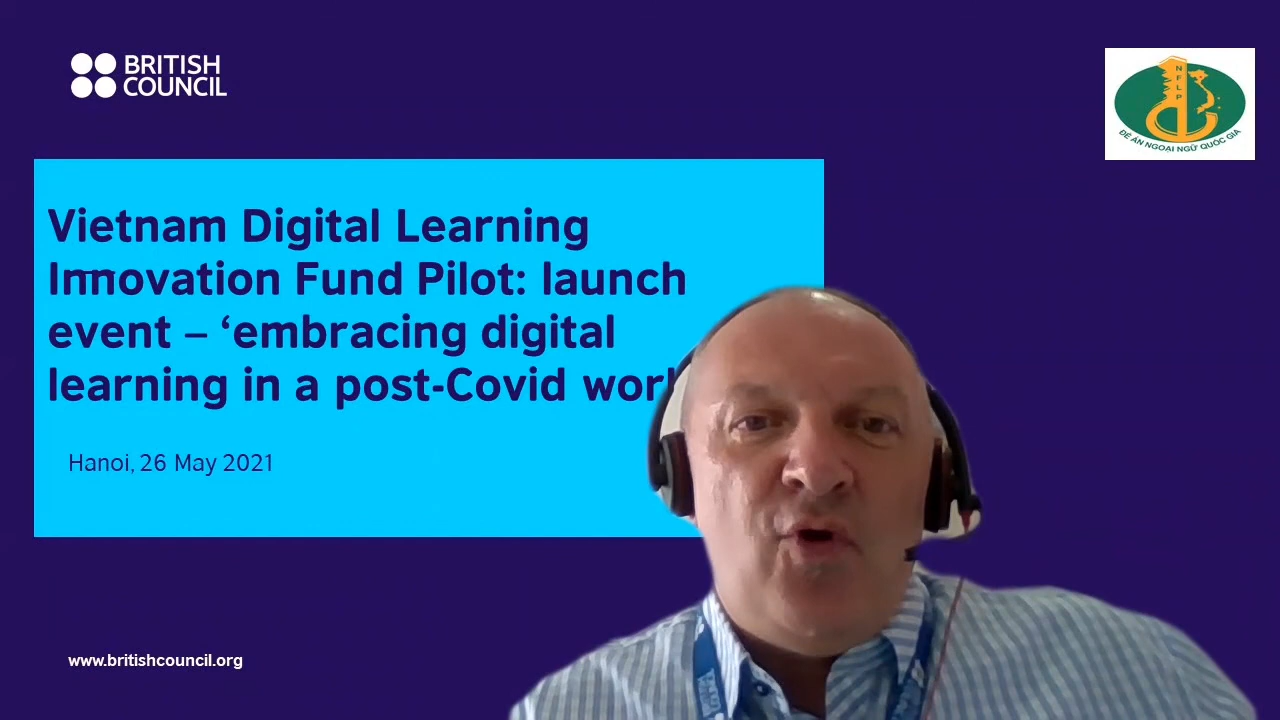 BRITISH
COUNCIL
NFLP
ĐỀ ÁN NGOẠI NGỮ QUỐC GIA
Vietnam Digital Learning
Innovation Fund Pilot: launch
event – ‘embracing digital
learning in a post-Covid
Hanoi, 26 May 2021
www.britishcouncil.org